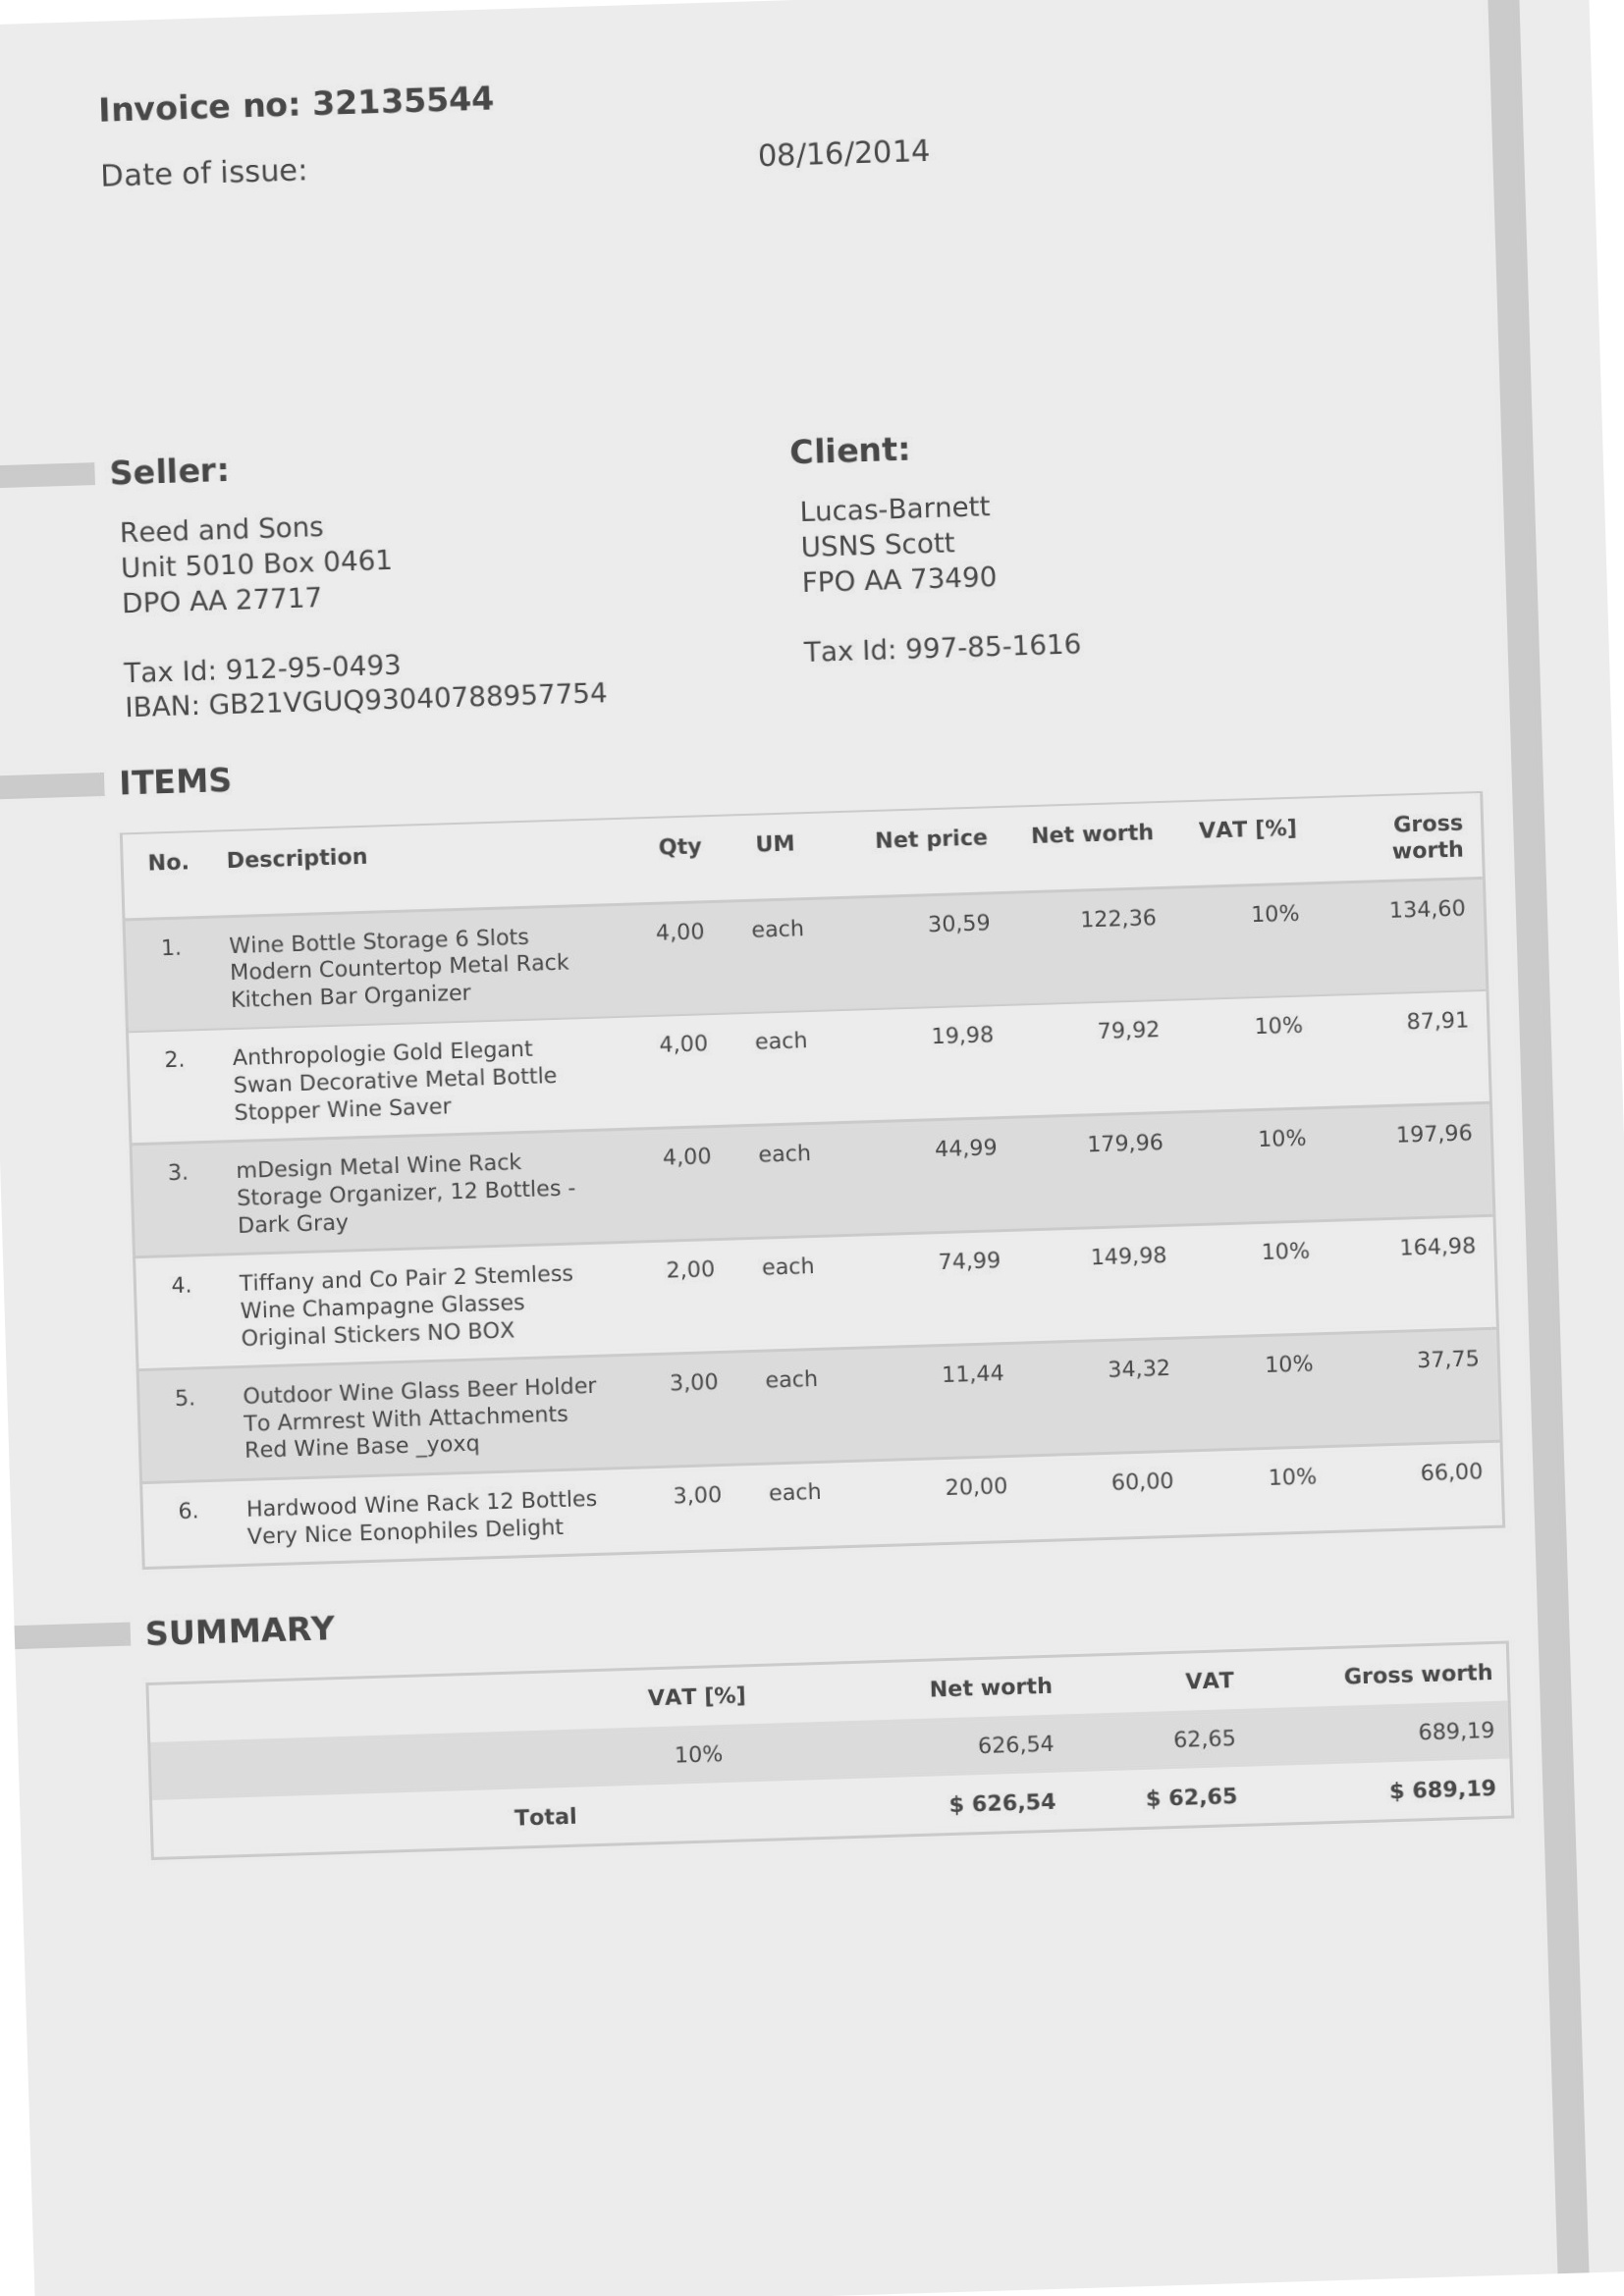 Invoice no: 32135544
Date of issue: 08/16/2014
Seller:
Reed and Sons
Unit 5010 Box 0461
DPO AA 27717
Tax Id: 912-95-0493
IBAN: GB21VGUQ93040788957754
Client:
Lucas-Barnett
USNS Scott
FPO AA 73490
Tax Id: 997-85-1616
ITEMS
No. Description Qty UM Net price Net worth VAT [%] Gross
worth
1. Wine Bottle Storage 6 Slots 4,00 each 30,59 122,36 10% 134,60
Modern Countertop Metal Rack
Kitchen Bar Organizer
2. Anthropologie Gold Elegant 4,00 each 19,98 79,92 10% 87,91
Swan Decorative Metal Bottle
Stopper Wine Saver
3. mDesign Metal Wine Rack 4,00 each 44,99 179,96 10% 197,96
Storage Organizer, 12 Bottles -
Dark Gray
4. Tiffany and Co Pair 2 Stemless 2,00 each 74,99 149,98 10% 164,98
Wine Champagne Glasses
Original Stickers NO BOX
5. Outdoor Wine Glass Beer Holder 3,00 each 11,44 34,32 10% 37,75
To Armrest With Attachments
Red Wine Base _yoxq
6. Hardwood Wine Rack 12 Bottles 3,00 each 20,00 60,00 10% 66,00
Very Nice Eonophiles Delight
SUMMARY
VAT [%] Net worth VAT Gross worth
10% 626,54 62,65 689,19
Total $ 626,54 $ 62,65 $ 689,19